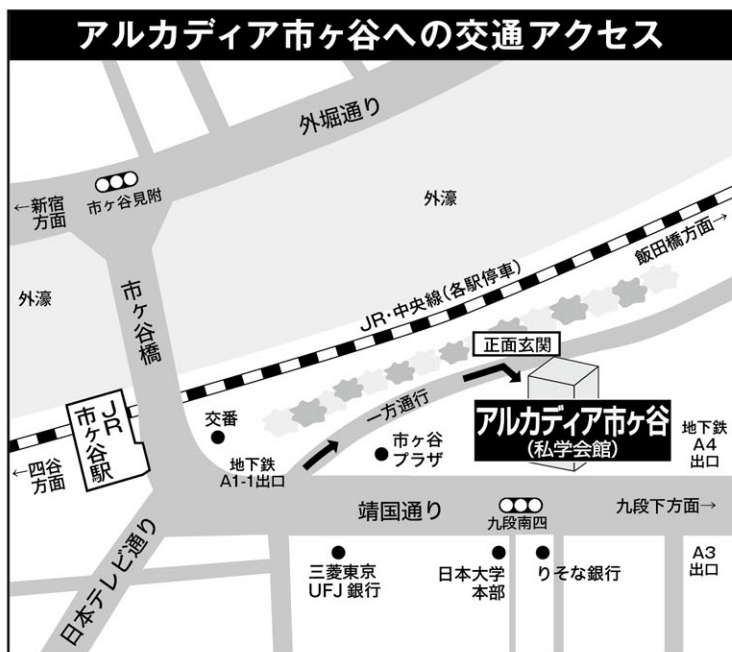 アルカディア市ヶ谷への交通アクセス
外堀通り
市ヶ谷見附
←新宿
方面
外濠
飯田橋方面→
外濠
市ヶ谷橋
JR・中央線(各駅停車)
正面玄関
JR
市ヶ谷駅
交番
一方通行
アルカディア市ヶ谷
(私学会館)
市ヶ谷
プラザ
地下鉄
A4
出口
←四谷
方面
地下鉄
A1-1出口
靖国通り
九段南四
九段下方面→
日本テレビ通り
三菱東京
UFJ銀行
日本大学
本部
りそな銀行
A3
出口